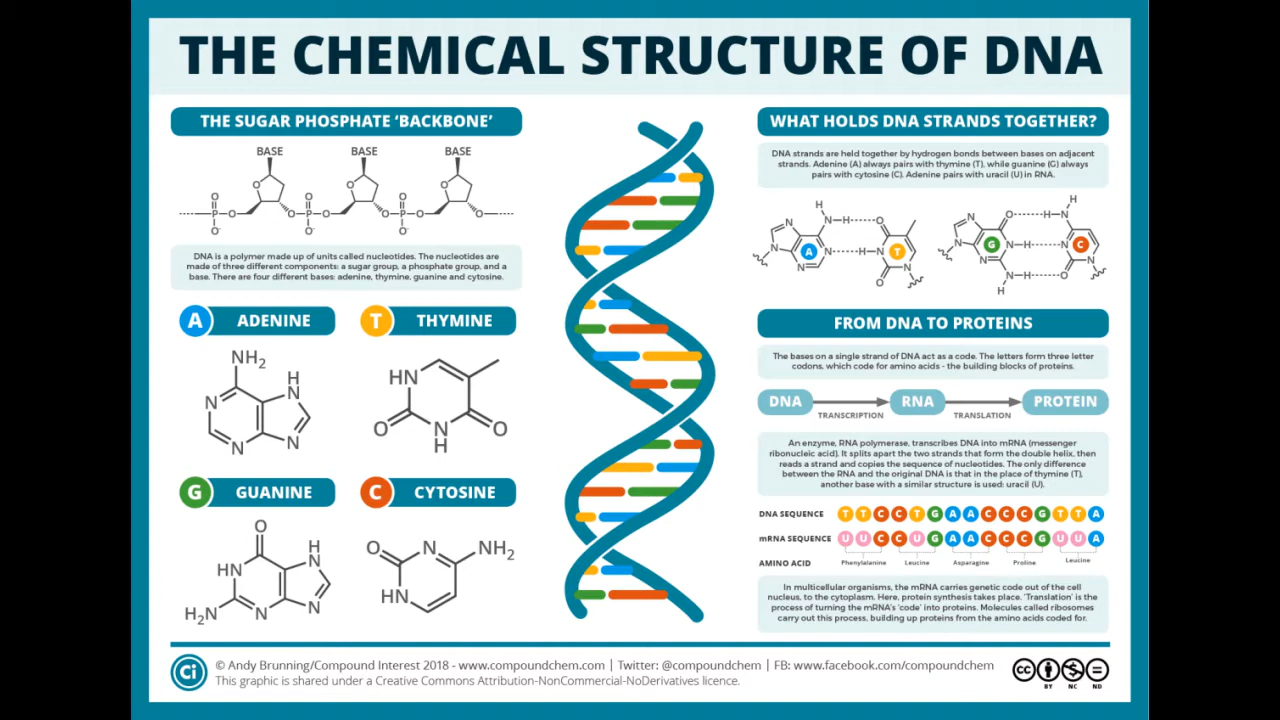 THE CHEMICAL STRUCTURE OF DNA
THE SUGAR PHOSPHATE ‘BACKBONE’
BASE BASE BASE
O O O
P O O P O O P O O
O⁻ O⁻ O⁻
O O O
DNA is a polymer made up of units called nucleotides. The nucleotides are
made of three different components: a sugar group, a phosphate group, and a
base. There are four different bases: adenine, thymine, guanine and cytosine.
A ADENINE
NH₂
H
N N
N N
T THYMINE
HN
O N O
H
G GUANINE
O
H
HN N
H₂N N N
C CYTOSINE
O N NH₂
HN
WHAT HOLDS DNA STRANDS TOGETHER?
DNA strands are held together by hydrogen bonds between bases on adjacent
strands. Adenine (A) always pairs with thymine (T), while guanine (G) always
pairs with cytosine (C). Adenine pairs with uracil (U) in RNA.
H
N N H O
N A N H N T
N N
O
H
N O H N
N G N H N C
N N H O N
H
FROM DNA TO PROTEINS
The bases on a single strand of DNA act as a code. The letters form three letter
codons, which code for amino acids - the building blocks of proteins.
DNA RNA PROTEIN
TRANSCRIPTION TRANSLATION
An enzyme, RNA polymerase, transcribes DNA into mRNA (messenger
ribonucleic acid). It splits apart the two strands that form the double helix, then
reads a strand and copies the sequence of nucleotides. The only difference
between the RNA and the original DNA is that in the place of thymine (T),
another base with a similar structure is used: uracil (U).
DNA SEQUENCE T T C C T G A A C C C G T T A
mRNA SEQUENCE U U C C U G A A C C C G U U A
AMINO ACID Phenylalanine Leucine Asparagine Proline Leucine
In multicellular organisms, the mRNA carries genetic code out of the cell
nucleus, to the cytoplasm. Here, protein synthesis takes place. ‘Translation’ is the
process of turning the mRNA’s ‘code’ into proteins. Molecules called ribosomes
carry out this process, building up proteins from the amino acids coded for.
Ci © Andy Brunning/Compound Interest 2018 - www.compoundchem.com | Twitter: @compoundchem | FB: www.facebook.com/compoundchem
This graphic is shared under a Creative Commons Attribution-NonCommercial-NoDerivatives licence.
cc
BY NC ND